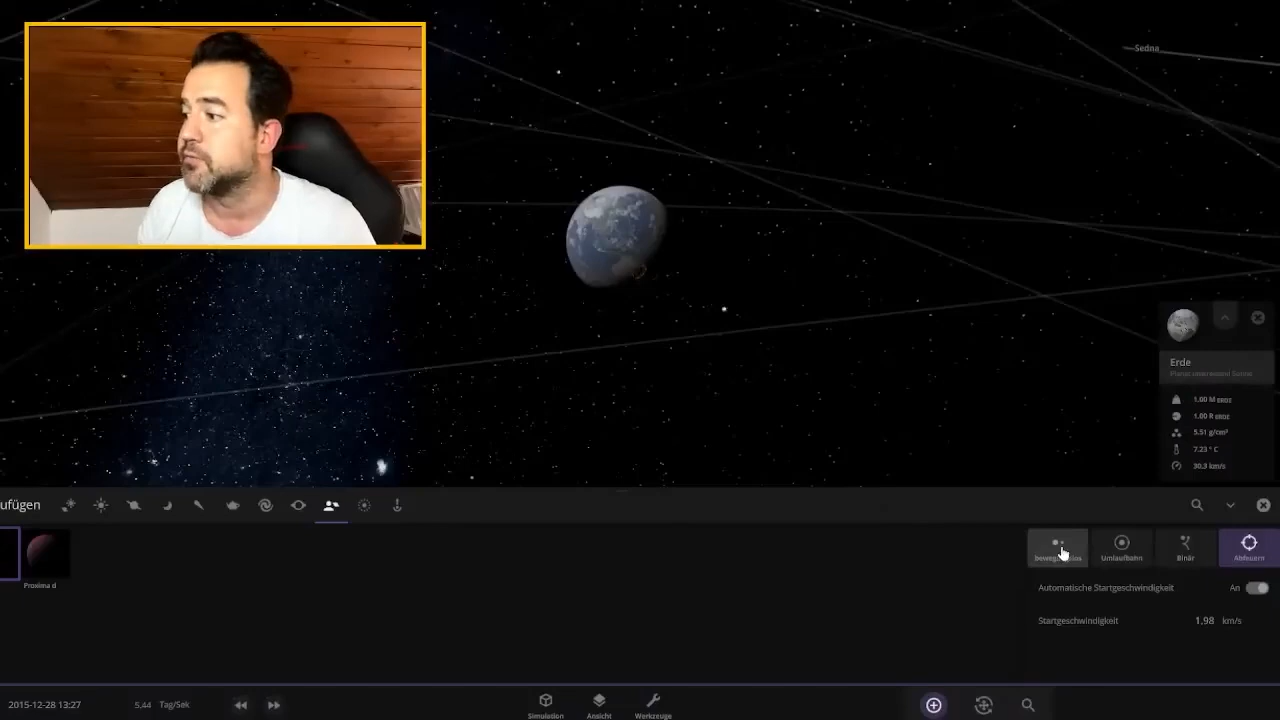 Sedna
Erde
1.00 M ERDE
1.00 R ERDE
5.51 g/cm³
7.23 ° C
30.3 km/s
ufügen
Proxima d
Umlaufbahn
Binär
Abfeuern
Automatische Startgeschwindigkeit
An
Startgeschwindigkeit
1,98 km/s
2015-12-28 13:27
5,44 Tag/Sek
Simulation
Ansicht
Werkzeuge